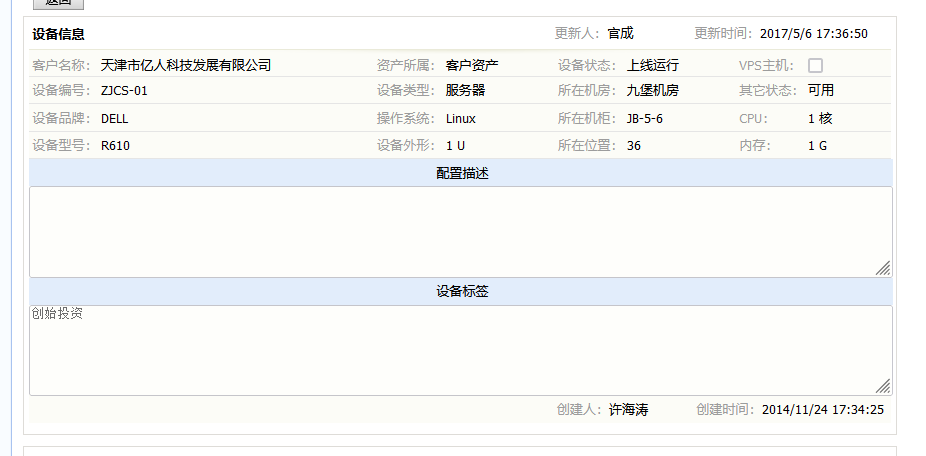 返回
设备信息 更新人： 官成 更新时间： 2017/5/6 17:36:50
客户名称： 天津市亿人科技发展有限公司 资产所属： 客户资产 设备状态： 上线运行 VPS主机：
设备编号： ZJCS-01 设备类型： 服务器 所在机房： 九堡机房 其它状态： 可用
设备品牌： DELL 操作系统： Linux 所在机柜： JB-5-6 CPU： 1 核
设备型号： R610 设备外形： 1 U 所在位置： 36 内存： 1 G
配置描述
设备标签
创始投资
创建人： 许海涛 创建时间： 2014/11/24 17:34:25